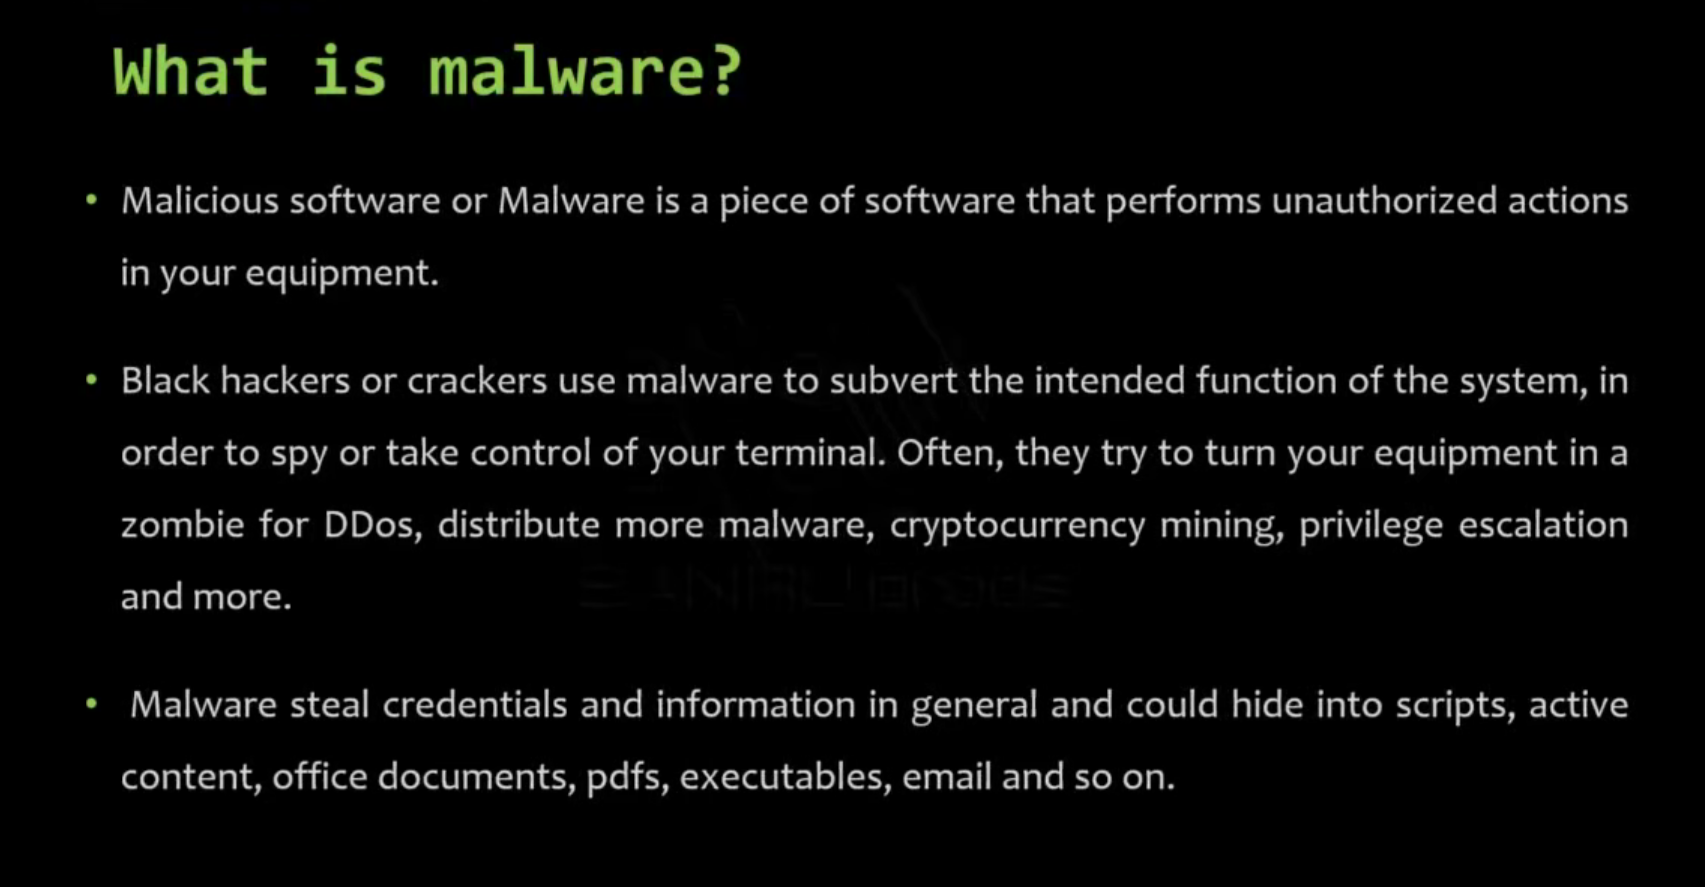 What is malware?
• Malicious software or Malware is a piece of software that performs unauthorized actions
in your equipment.
• Black hackers or crackers use malware to subvert the intended function of the system, in
order to spy or take control of your terminal. Often, they try to turn your equipment in a
zombie for DDos, distribute more malware, cryptocurrency mining, privilege escalation
and more.
• Malware steal credentials and information in general and could hide into scripts, active
content, office documents, pdfs, executables, email and so on.